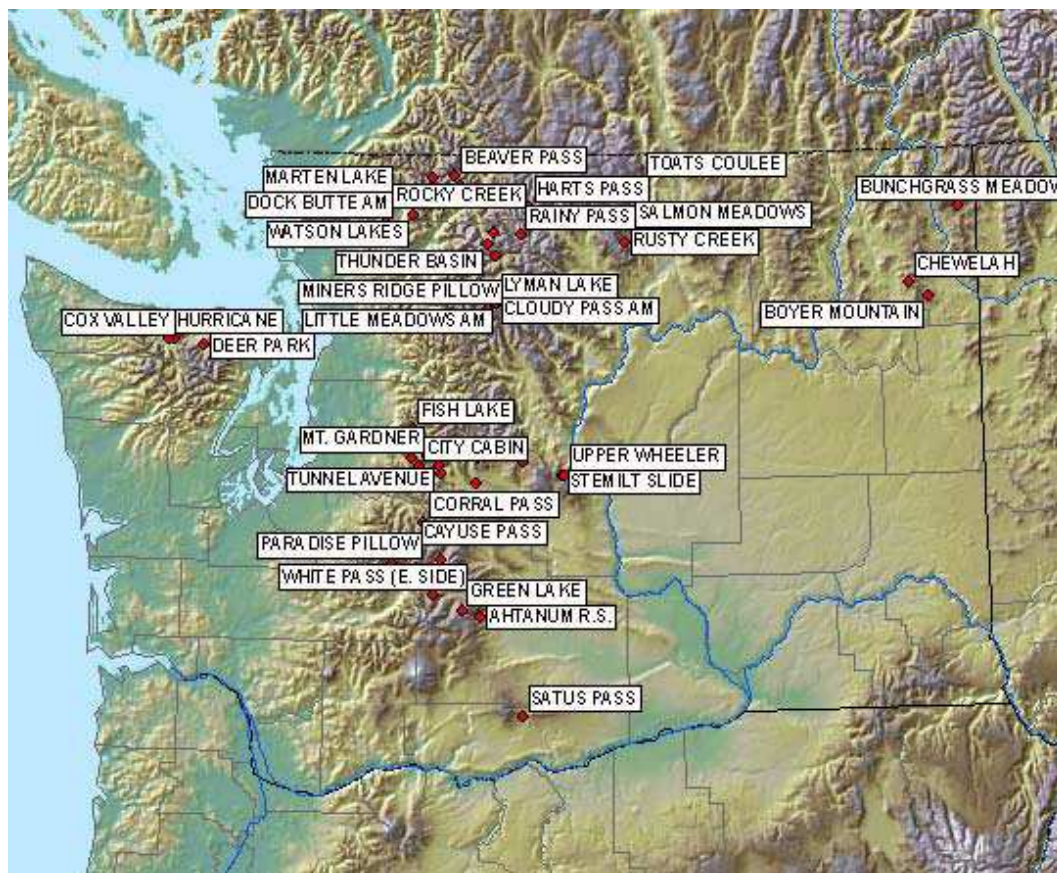 BEAVER PASS
TOATS COULEE
MARTEN LAKE
ROCKY CREEK
HARTS PASS
BUNCHGRASS MEADOW
DOCK BUTTE AM
RAINY PASS
SALMON MEADOWS
WATSON LAKES
RUSTY CREEK
THUNDER BASIN
CHEWELAH
MINERS RIDGE PILLOW
LYMAN LAKE
CLOUDY PASS AM
BOYER MOUNTAIN
COX VALLEY
HURRICANE
LITTLE MEADOWS AM
DEER PARK
FISH LAKE
MT. GARDNER
CITY CABIN
UPPER WHEELER
TUNNEL AVENUE
STEMILT SLIDE
CORRAL PASS
CAYUSE PASS
PARADISE PILLOW
WHITE PASS (E. SIDE)
GREEN LAKE
AHTANUM R.S.
SATUS PASS